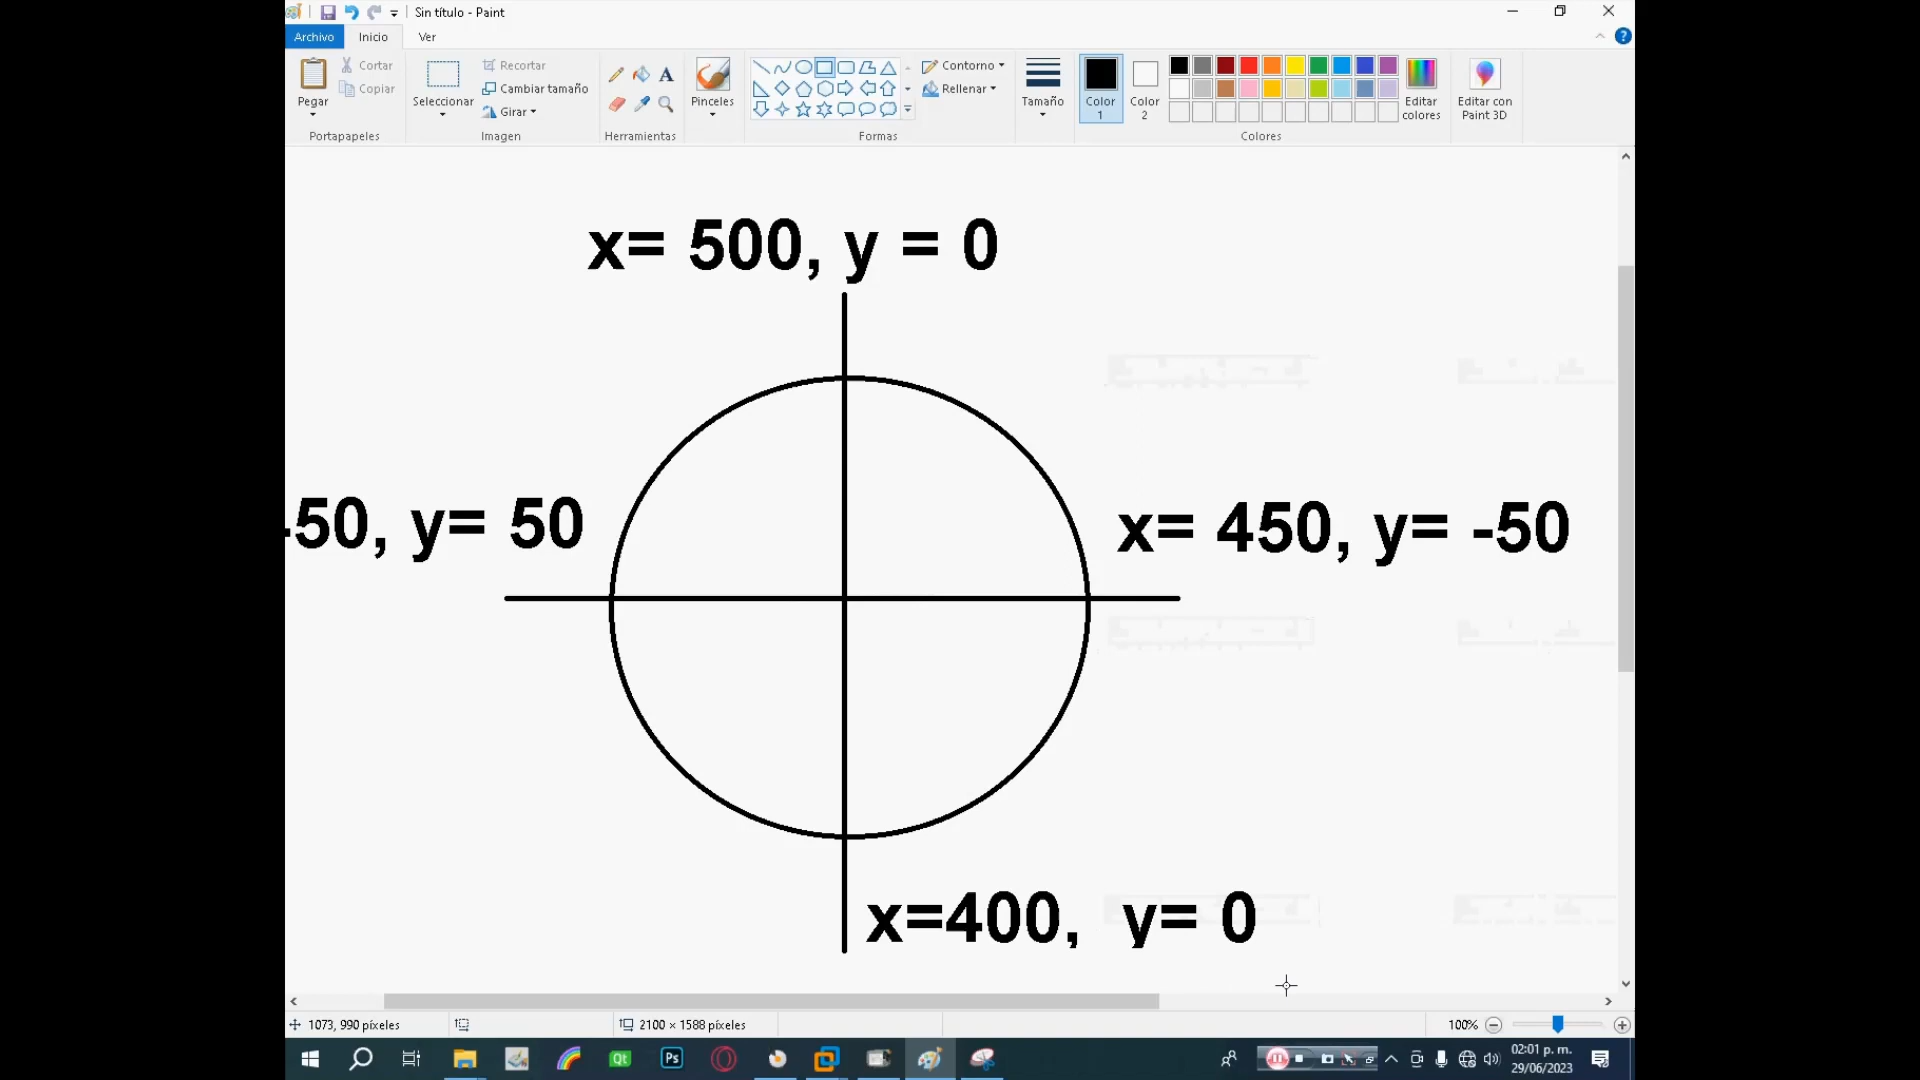 Sin título - Paint
Archivo Inicio Ver
Pegar
Cortar
Copiar
Portapapeles
Seleccionar
Recortar
Cambiar tamaño
Girar
Imagen
Herramientas
Pinceles
Formas
Contorno
Rellenar
Tamaño
Color 1
Color 2
Colores
Editar colores
Editar con Paint 3D
x= 500, y = 0
-50, y= 50
x= 450, y= -50
x=400, y= 0
1073, 990 píxeles
2100 × 1588 píxeles
100%
Qt
Ps
02:01 p. m.
29/06/2023